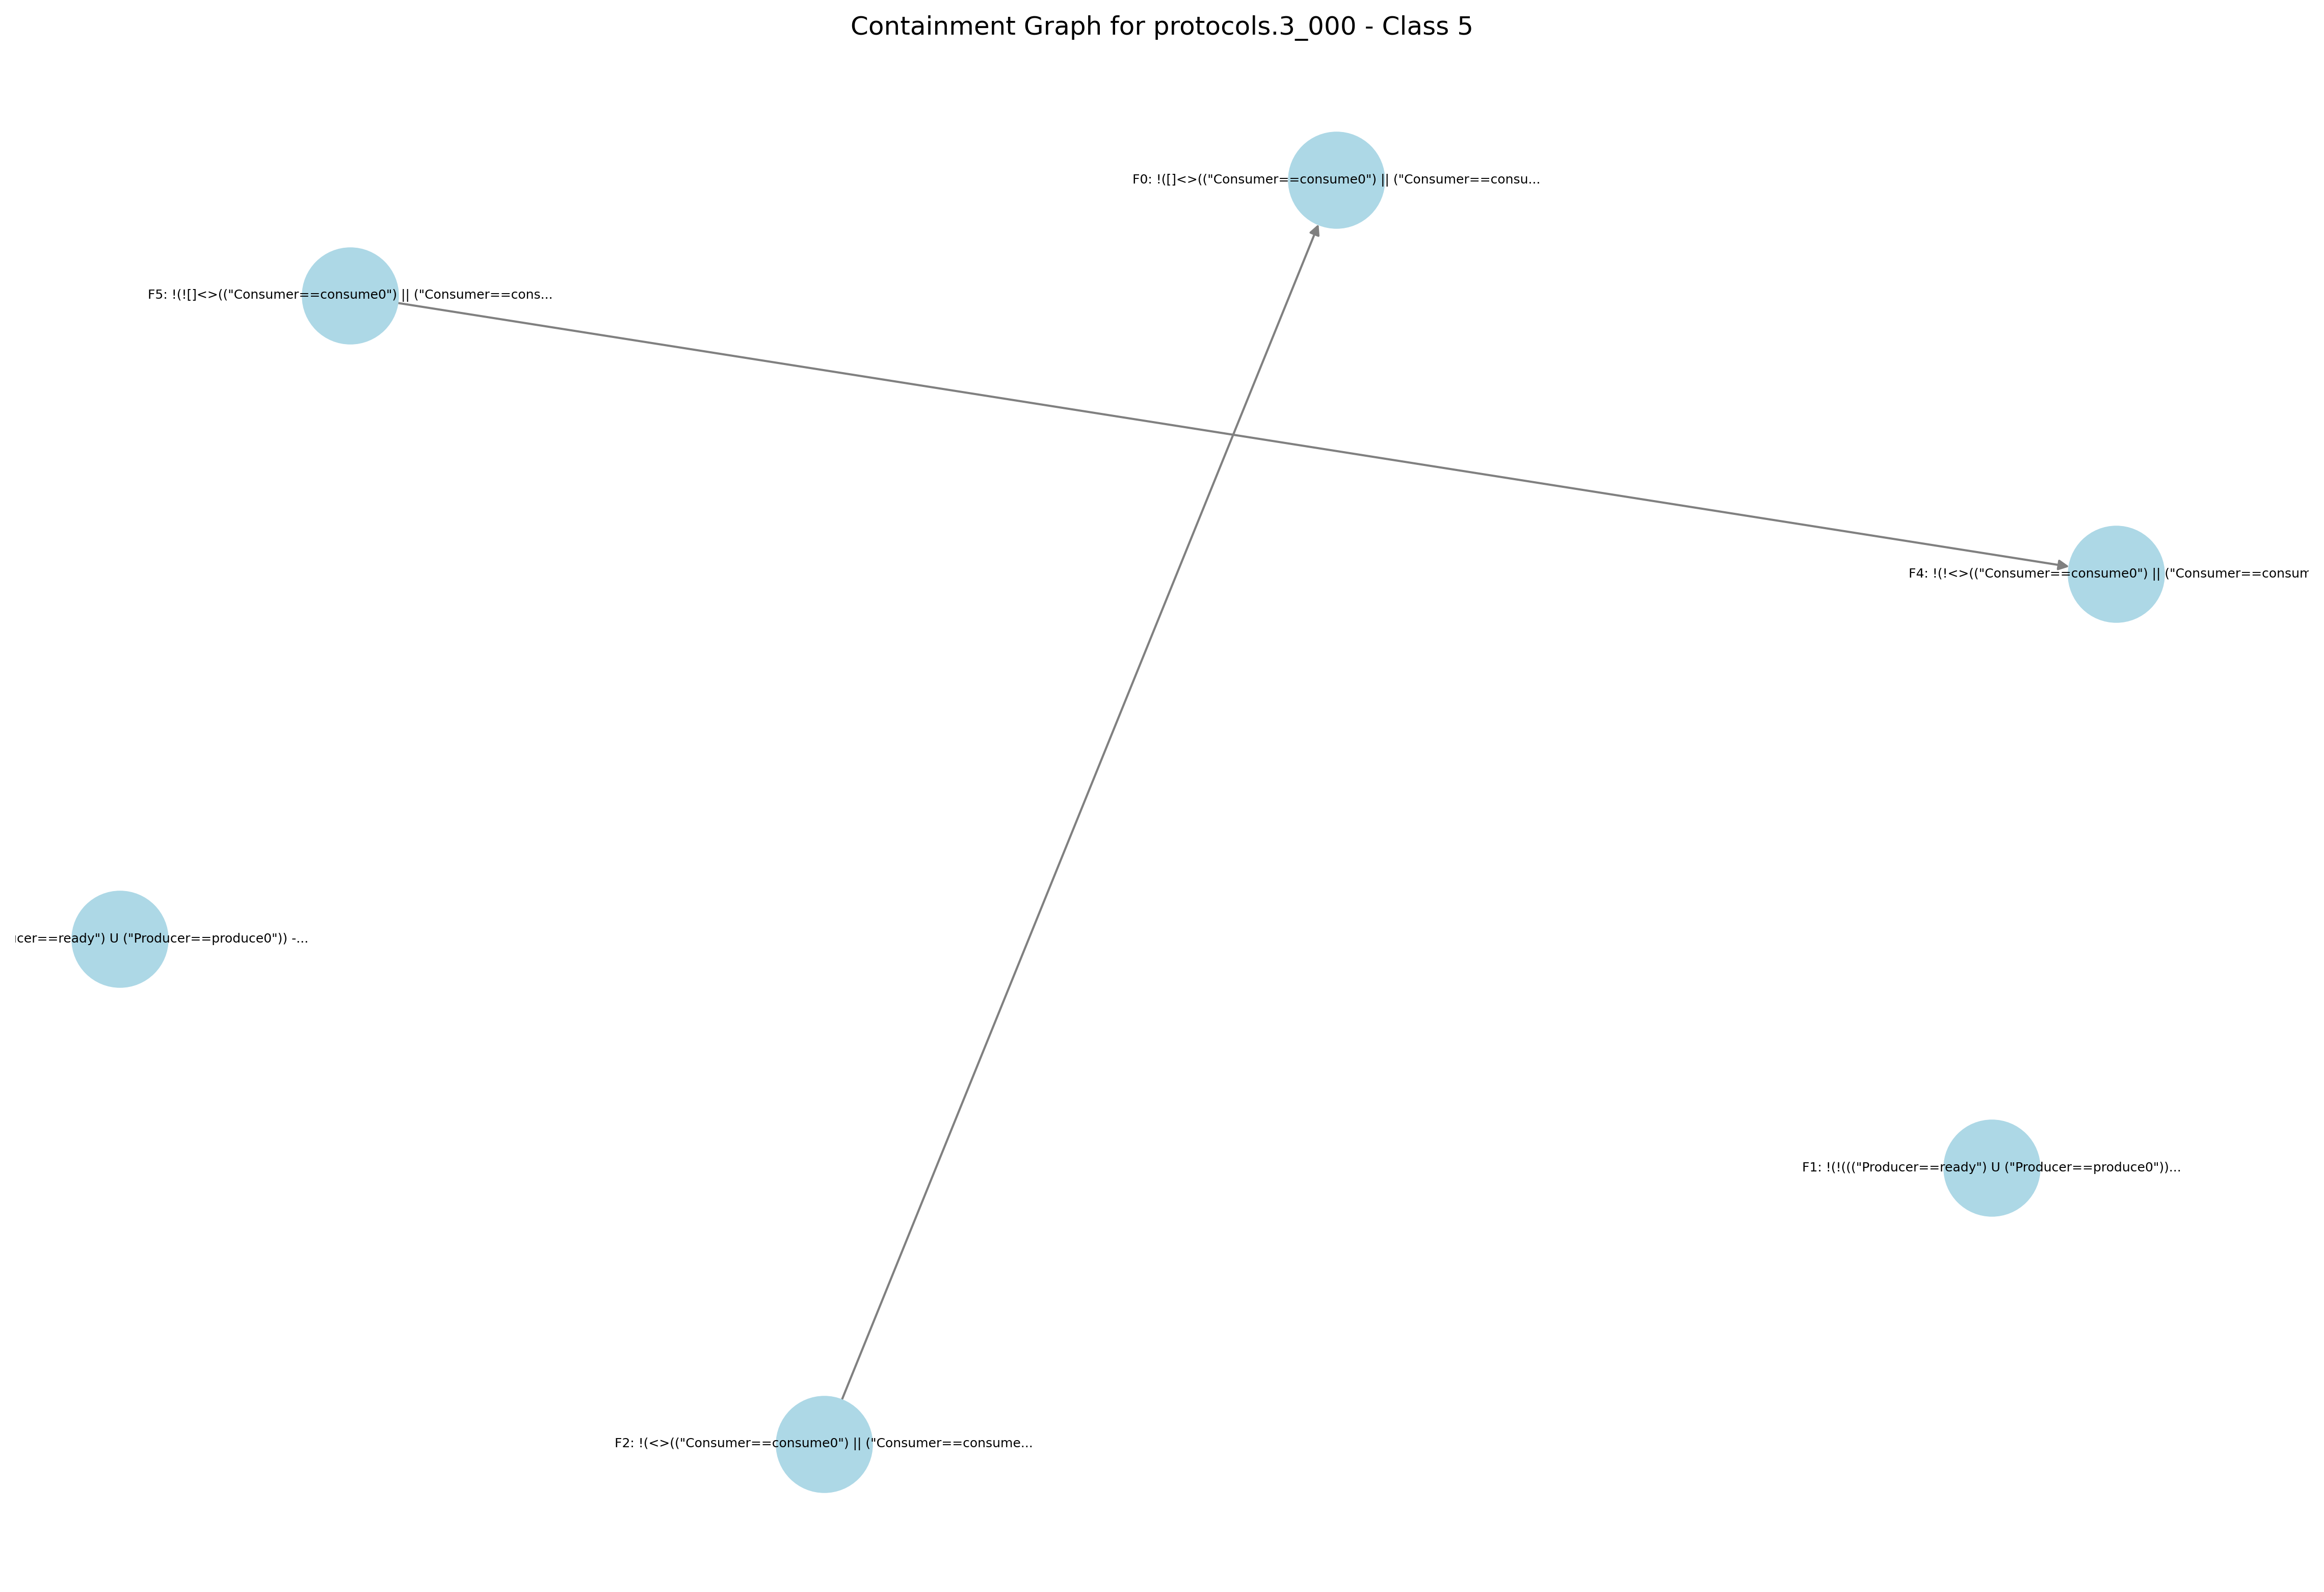 Containment Graph for protocols.3_000 - Class 5
F0: !([]<>(("Consumer==consume0") || ("Consumer==consu...
F5: !(![]<>(("Consumer==consume0") || ("Consumer==cons...
F4: !(!<>(("Consumer==consume0") || ("Consumer==consum
cer==ready") U ("Producer==produce0")) -...
F1: !(!((("Producer==ready") U ("Producer==produce0"))...
F2: !(<>(("Consumer==consume0") || ("Consumer==consume...